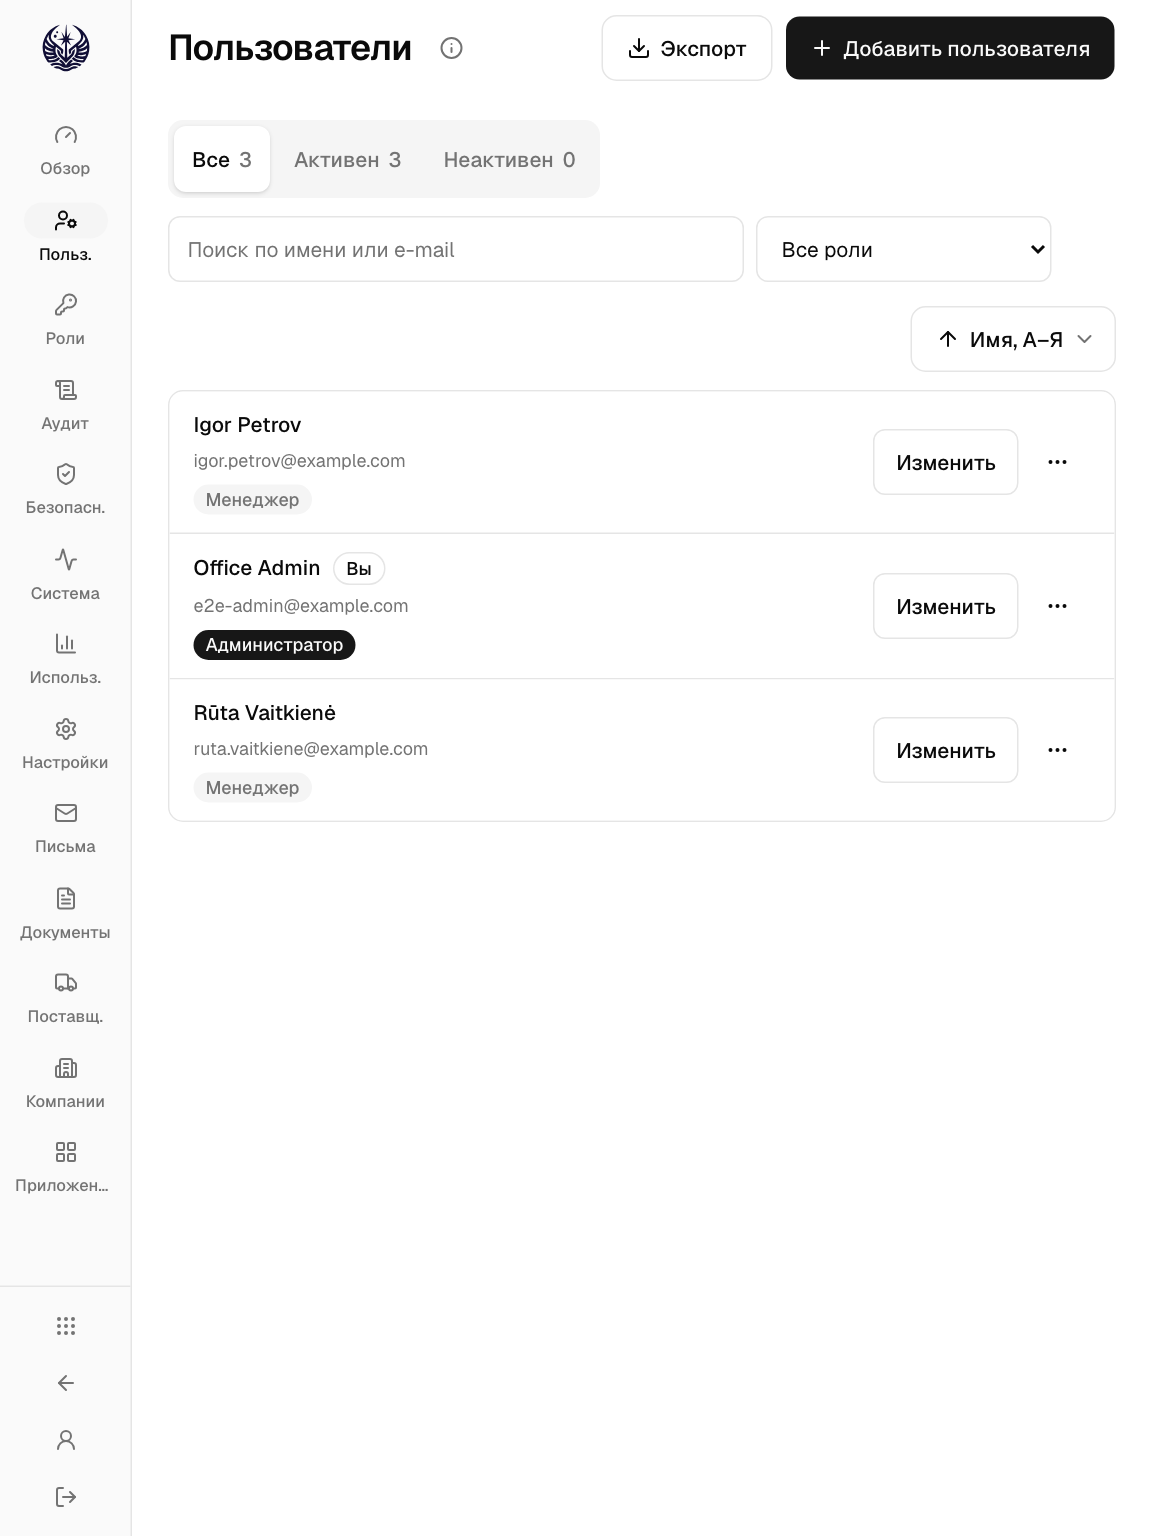 Пользователи
Экспорт
Добавить пользователя
Все 3
Активен 3
Неактивен 0
Поиск по имени или e-mail
Все роли
Имя, А–Я
Igor Petrov
igor.petrov@example.com
Менеджер
Изменить
Office Admin Вы
e2e-admin@example.com
Администратор
Изменить
Rūta Vaitkienė
ruta.vaitkiene@example.com
Менеджер
Изменить
Обзор
Польз.
Роли
Аудит
Безопасн.
Система
Использ.
Настройки
Письма
Документы
Поставщ.
Компании
Приложен...